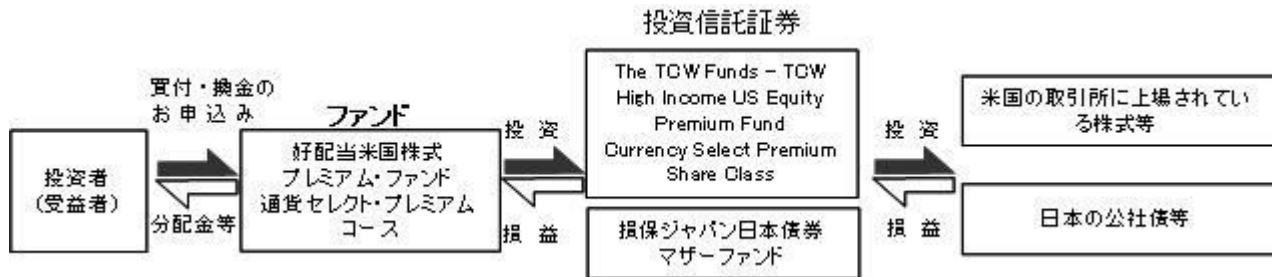 投資信託証券
買付・換金の
お申込み
ファンド
投資者
(受益者)
分配金等
好配当米国株式
プレミアム・ファンド
通貨セレクト・プレミアム
コース
投資
損益
The TCW Funds – TCW
High Income US Equity
Premium Fund
Currency Select Premium
Share Class
損保ジャパン日本債券
マザーファンド
投資
損益
米国の取引所に上場されてい
る株式等
日本の公社債等